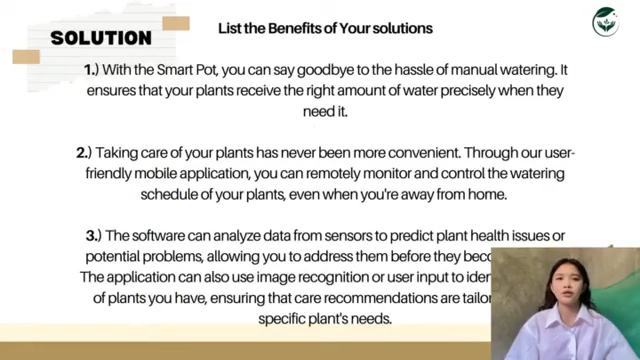 SOLUTION
List the Benefits of Your solutions
1.) With the Smart Pot, you can say goodbye to the hassle of manual watering. It
ensures that your plants receive the right amount of water precisely when they
need it.
2.) Taking care of your plants has never been more convenient. Through our user-
friendly mobile application, you can remotely monitor and control the watering
schedule of your plants, even when you're away from home.
3.) The software can analyze data from sensors to predict plant health issues or
potential problems, allowing you to address them before they
The application can also use image recognition or user input to
of plants you have, ensuring that care recommendations are
specific plant's needs.